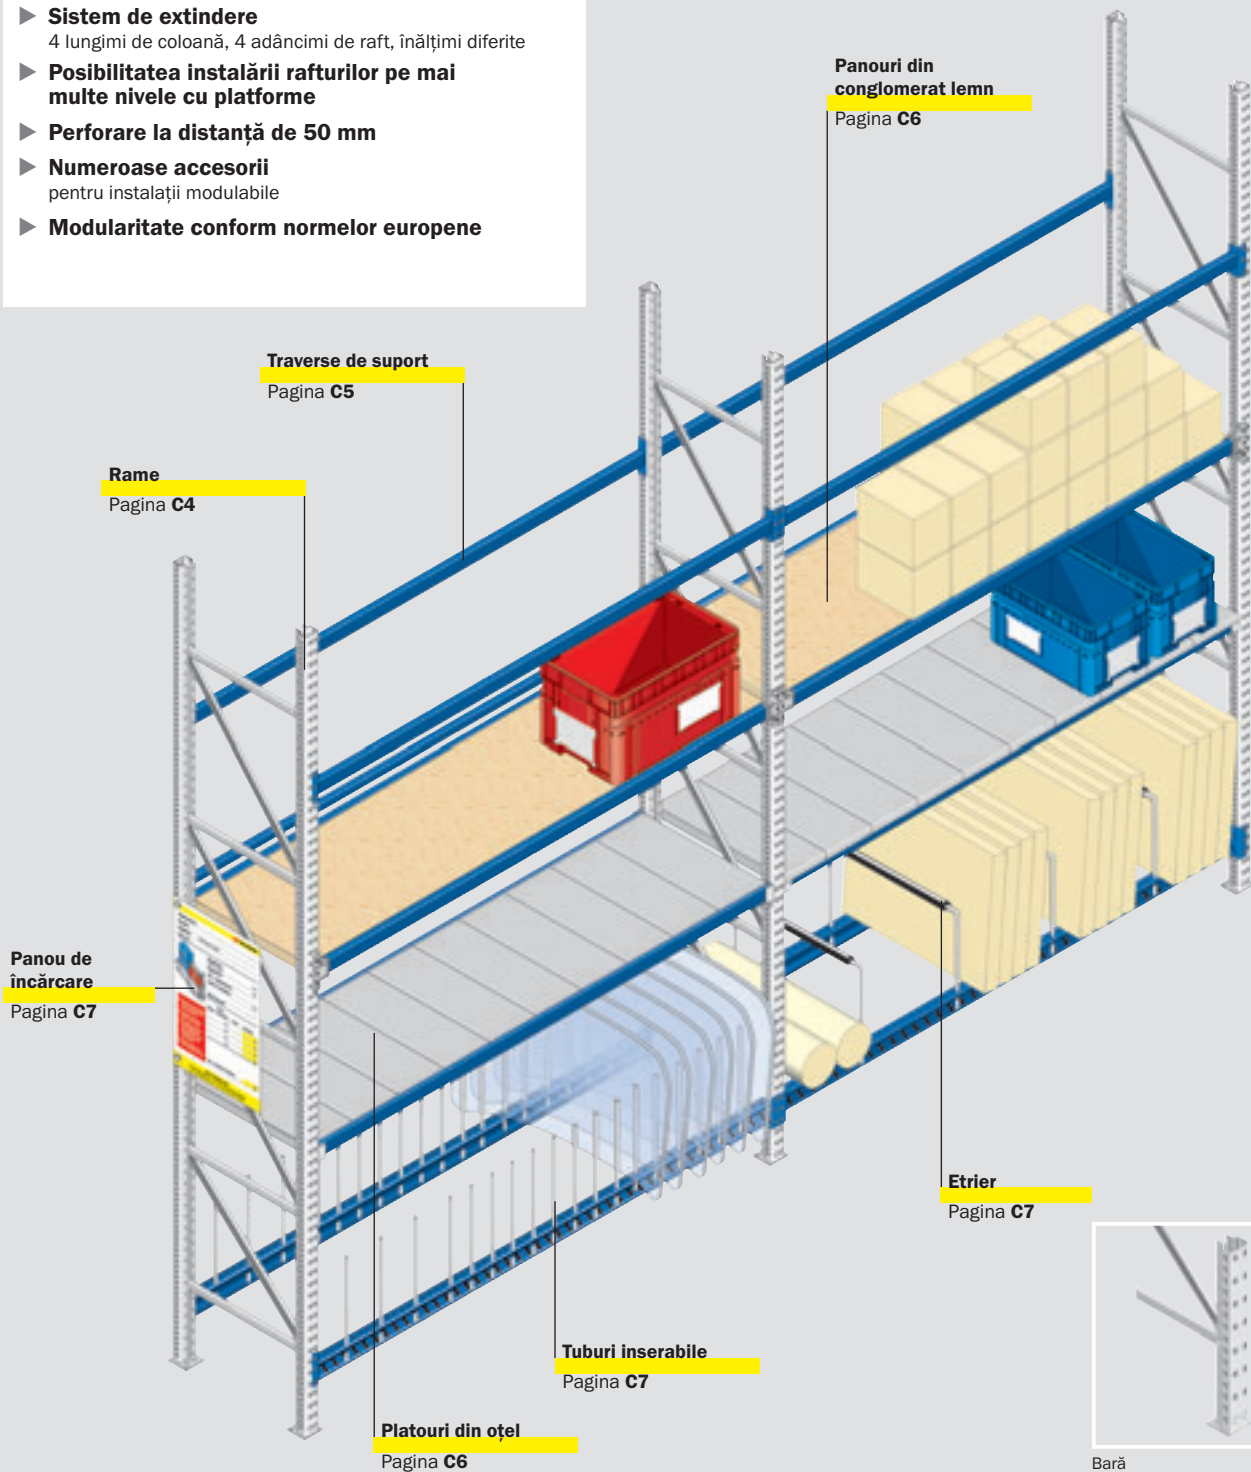 ▶ Sistem de extindere
4 lungimi de coloană, 4 adâncimi de raft, înălțimi diferite
▶ Posibilitatea instalării rafturilor pe mai
multe nivele cu platforme
▶ Perforare la distanță de 50 mm
▶ Numeroase accesorii
pentru instalații modulabile
▶ Modularitate conform normelor europene
Panouri din
conglomerat lemn
Pagina C6
Traverse de suport
Pagina C5
Rame
Pagina C4
Panou de
încărcare
Pagina C7
Etrier
Pagina C7
Tuburi inserabile
Pagina C7
Platouri din oțel
Pagina C6
Bară